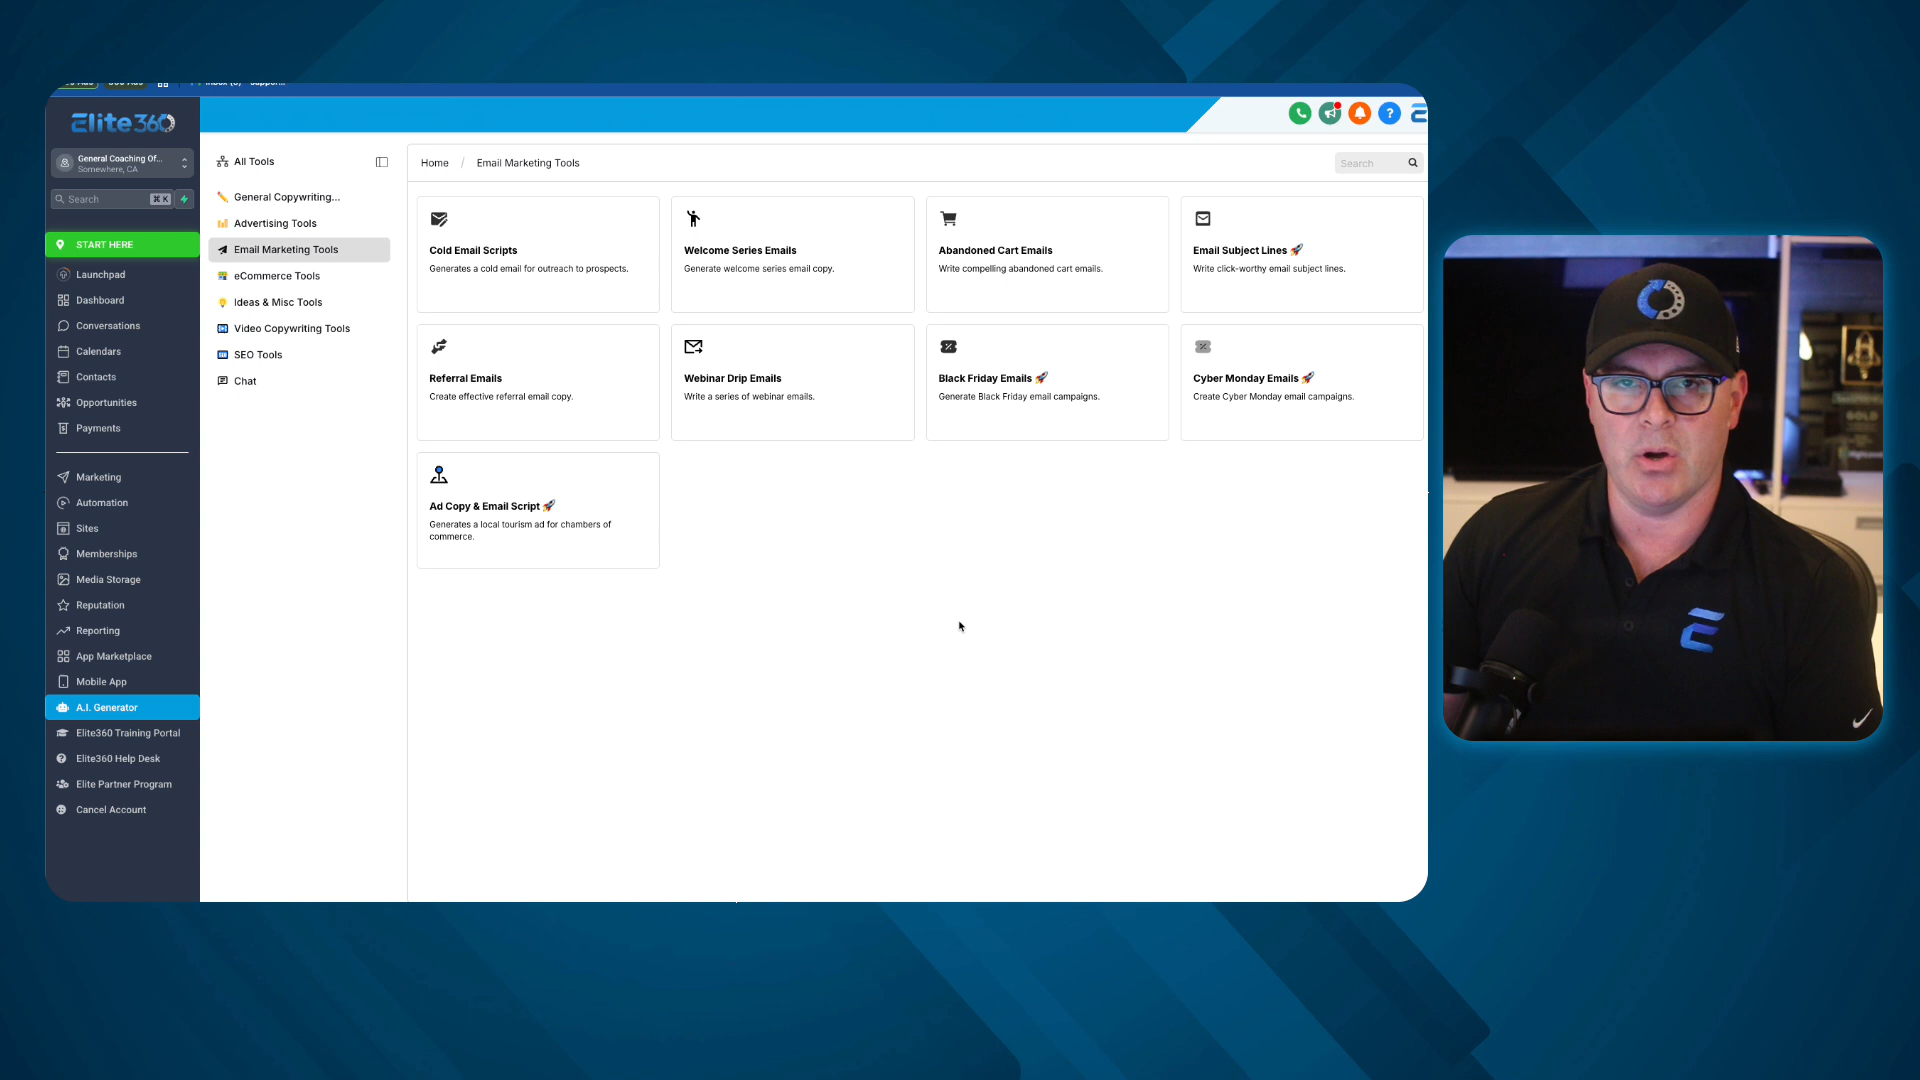 Elite360
General Coaching Of...
Somewhere, CA
Search
⌘ K
START HERE
Launchpad
Dashboard
Conversations
Calendars
Contacts
Opportunities
Payments
Marketing
Automation
Sites
Memberships
Media Storage
Reputation
Reporting
App Marketplace
Mobile App
A.I. Generator
Elite360 Training Portal
Elite360 Help Desk
Elite Partner Program
Cancel Account
All Tools
General Copywriting...
Advertising Tools
Email Marketing Tools
eCommerce Tools
Ideas & Misc Tools
Video Copywriting Tools
SEO Tools
Chat
Home / Email Marketing Tools
Search
Cold Email Scripts
Generates a cold email for outreach to prospects.
Welcome Series Emails
Generate welcome series email copy.
Abandoned Cart Emails
Write compelling abandoned cart emails.
Email Subject Lines 🚀
Write click-worthy email subject lines.
Referral Emails
Create effective referral email copy.
Webinar Drip Emails
Write a series of webinar emails.
Black Friday Emails 🚀
Generate Black Friday email campaigns.
Cyber Monday Emails 🚀
Create Cyber Monday email campaigns.
Ad Copy & Email Script 🚀
Generates a local tourism ad for chambers of
commerce.
GOLD